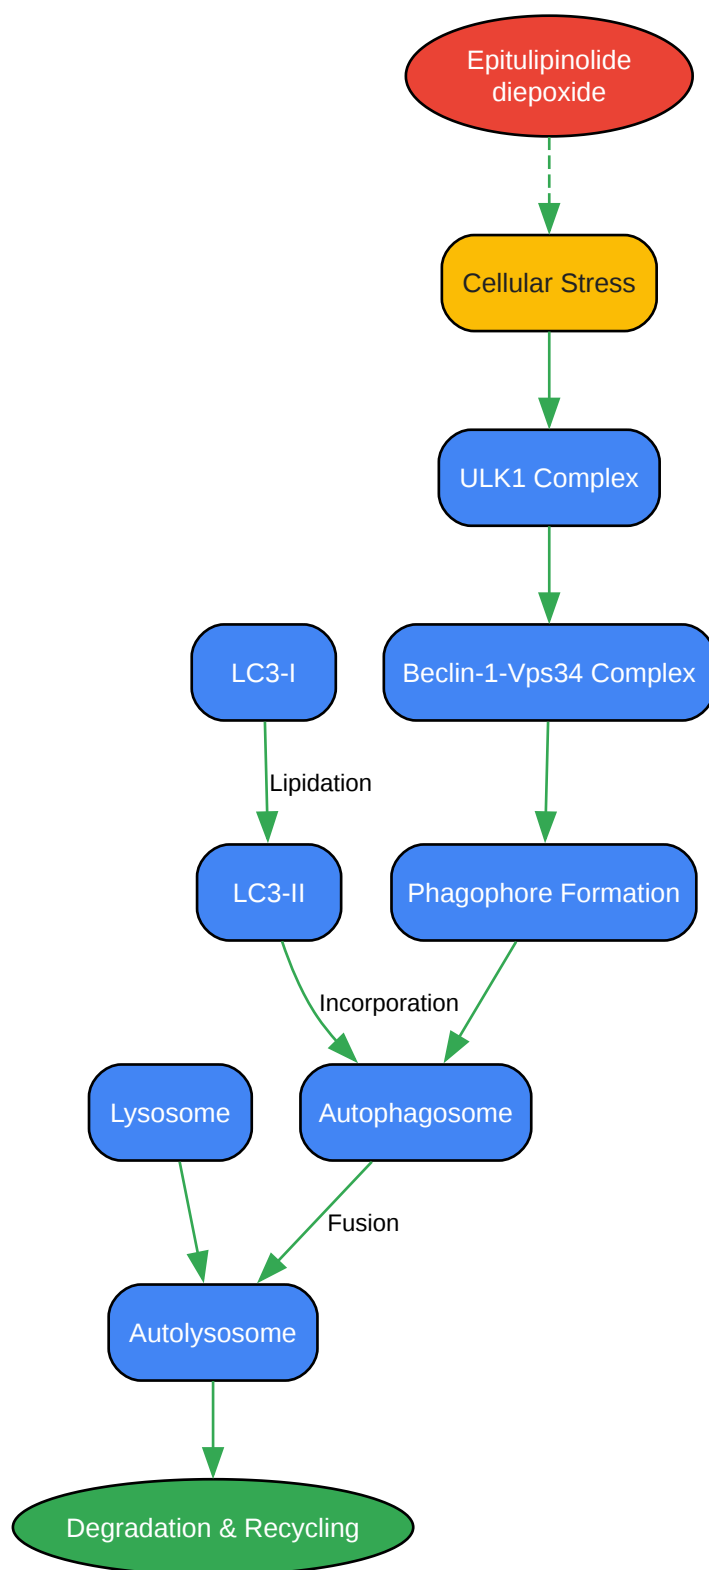 Epitulipinolide
diepoxide
Cellular Stress
ULK1 Complex
LC3-I
Beclin-1-Vps34 Complex
Lipidation
LC3-II
Phagophore Formation
Incorporation
Lysosome
Autophagosome
Fusion
Autolysosome
Degradation & Recycling